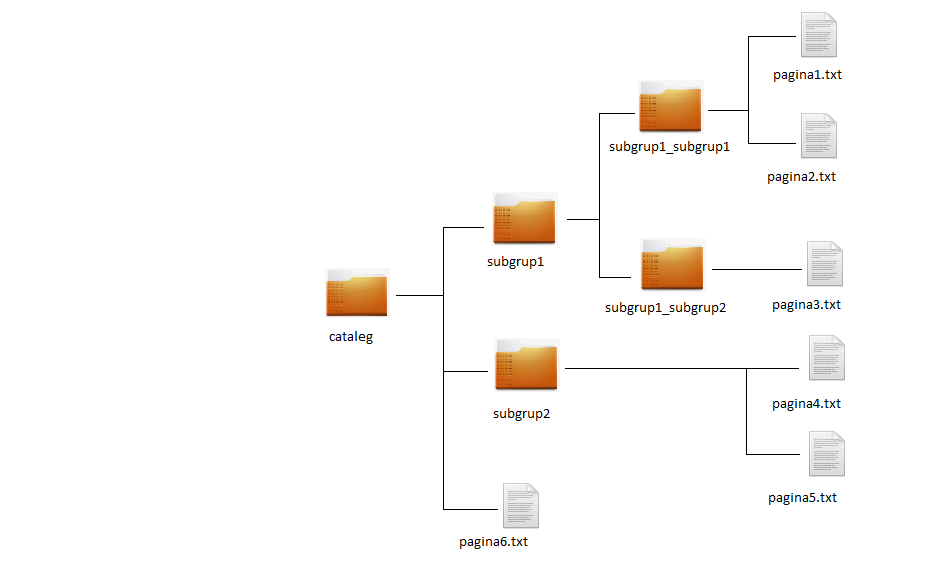 pagina1.txt
subgrup1_subgrup1
pagina2.txt
subgrup1
subgrup1_subgrup2
pagina3.txt
cataleg
pagina4.txt
subgrup2
pagina5.txt
pagina6.txt